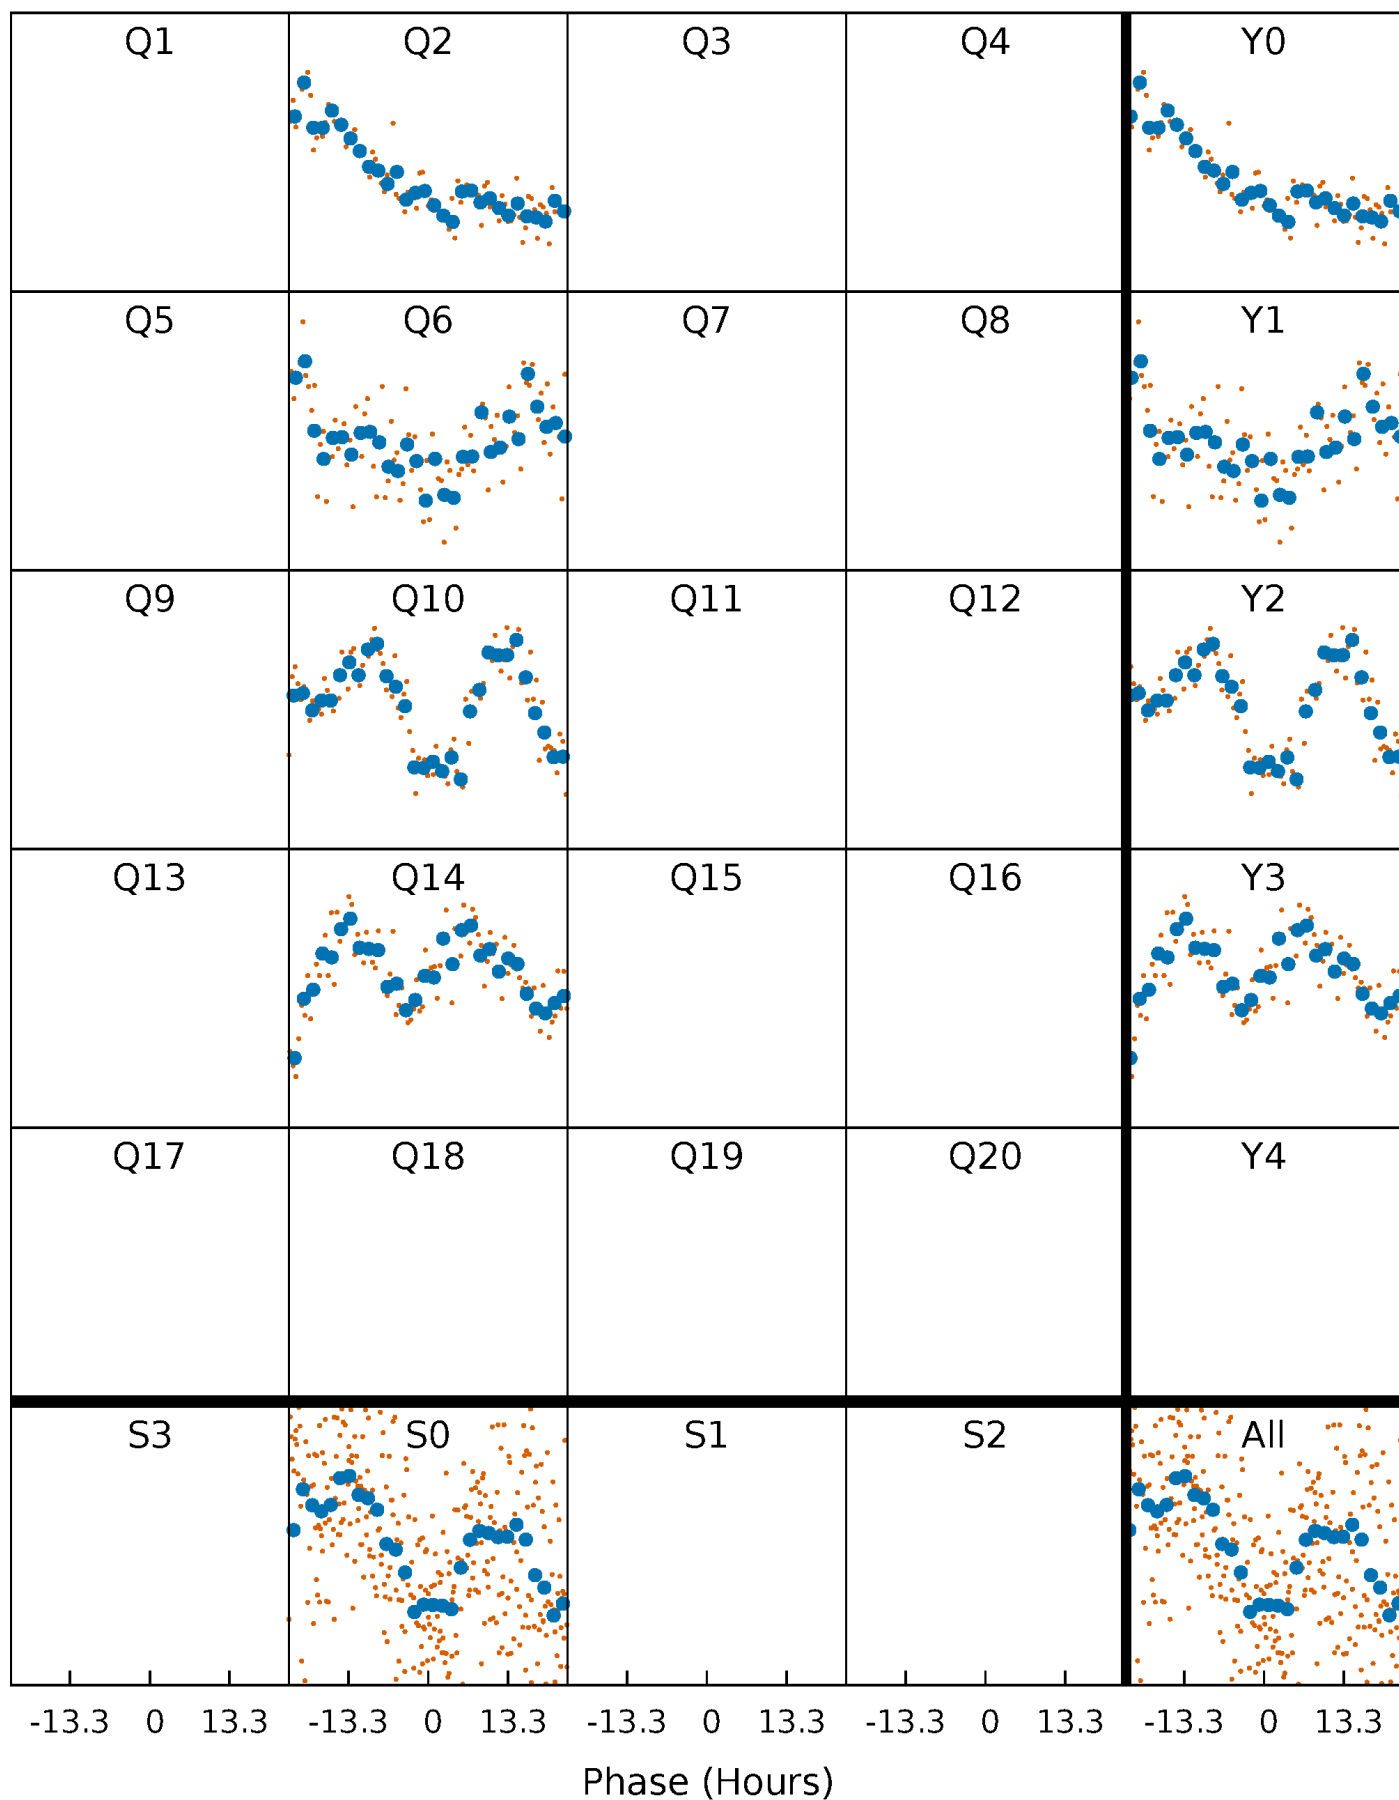 Q1 Q2 Q3 Q4 Y0
Q5 Q6 Q7 Q8 Y1
Q9 Q10 Q11 Q12 Y2
Q13 Q14 Q15 Q16 Y3
Q17 Q18 Q19 Q20 Y4
S3 S0 S1 S2 All
-13.3 0 13.3 -13.3 0 13.3 -13.3 0 13.3 -13.3 0 13.3 -13.3 0 13.3
Phase (Hours)